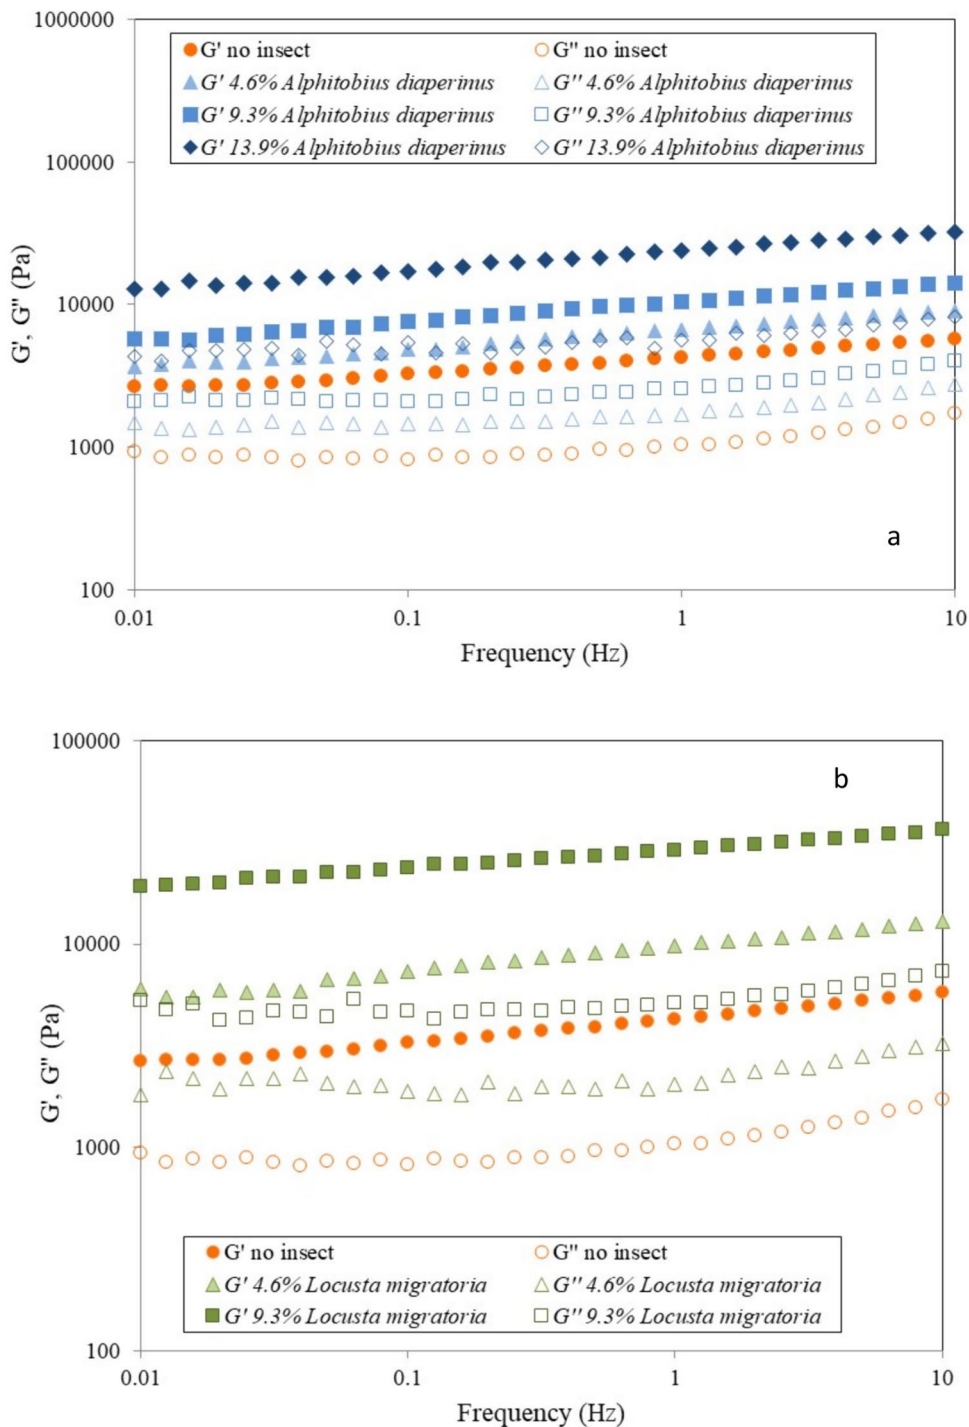 1000000
G' no insect G'' no insect
G' 4.6% Alphitobius diaperinus G'' 4.6% Alphitobius diaperinus
G' 9.3% Alphitobius diaperinus G'' 9.3% Alphitobius diaperinus
G' 13.9% Alphitobius diaperinus G'' 13.9% Alphitobius diaperinus
100000
G', G'' (Pa)
10000
1000
a
100
0.01 0.1 1 10
Frequency (Hz)
100000
b
10000
G', G'' (Pa)
1000
G' no insect G'' no insect
G' 4.6% Locusta migratoria G'' 4.6% Locusta migratoria
G' 9.3% Locusta migratoria G'' 9.3% Locusta migratoria
100
0.01 0.1 1 10
Frequency (Hz)